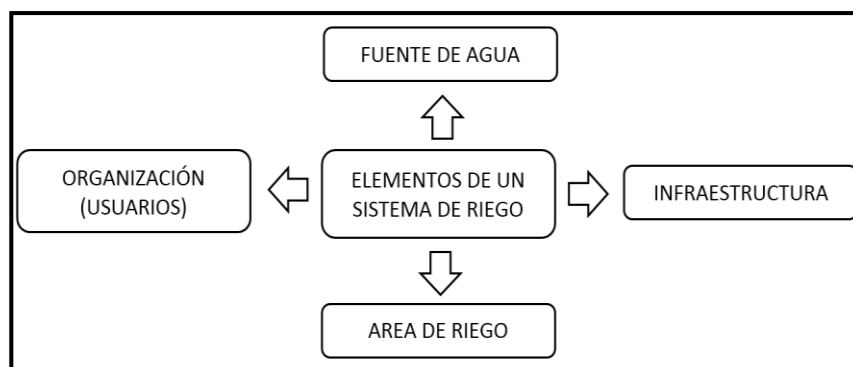 FUENTE DE AGUA
ORGANIZACIÓN
(USUARIOS)
ELEMENTOS DE UN
SISTEMA DE RIEGO
INFRAESTRUCTURA
AREA DE RIEGO